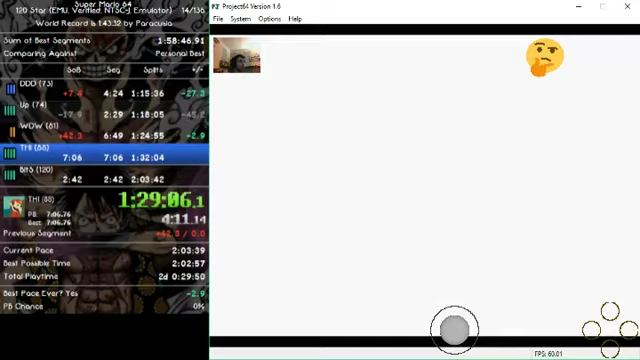 Super Mario 64
120 Star (EMU, Verified, NTSC-J, Emulator) 14/136
World Record is 1:43:32 by Paracusia
Sum of Best Segments 1:58:46.91
Comparing Against Personal Best
SoB Seg Splits +/-
DDD (73)
+7.4 4:24 1:15:36 -27.3
Up (74)
-17.9 2:29 1:18:05 -45.2
WDW (81)
+42.3 6:49 1:24:55 -2.9
THI (88)
7:06 7:06 1:32:04
BitS (120)
2:42 2:42 2:03:42
THI (88)
1:29:06.1
PB: 7:06.76
Best: 7:06.76
4:11.14
Previous Segment +42.3 / 0.0
Current Pace 2:03:39
Best Possible Time 2:02:57
Total Playtime 2d 0:29:50
Best Pace Ever? Yes -2.9
PB Chance 0%
Project64 Version 1.6
File System Options Help
FPS: 60.01